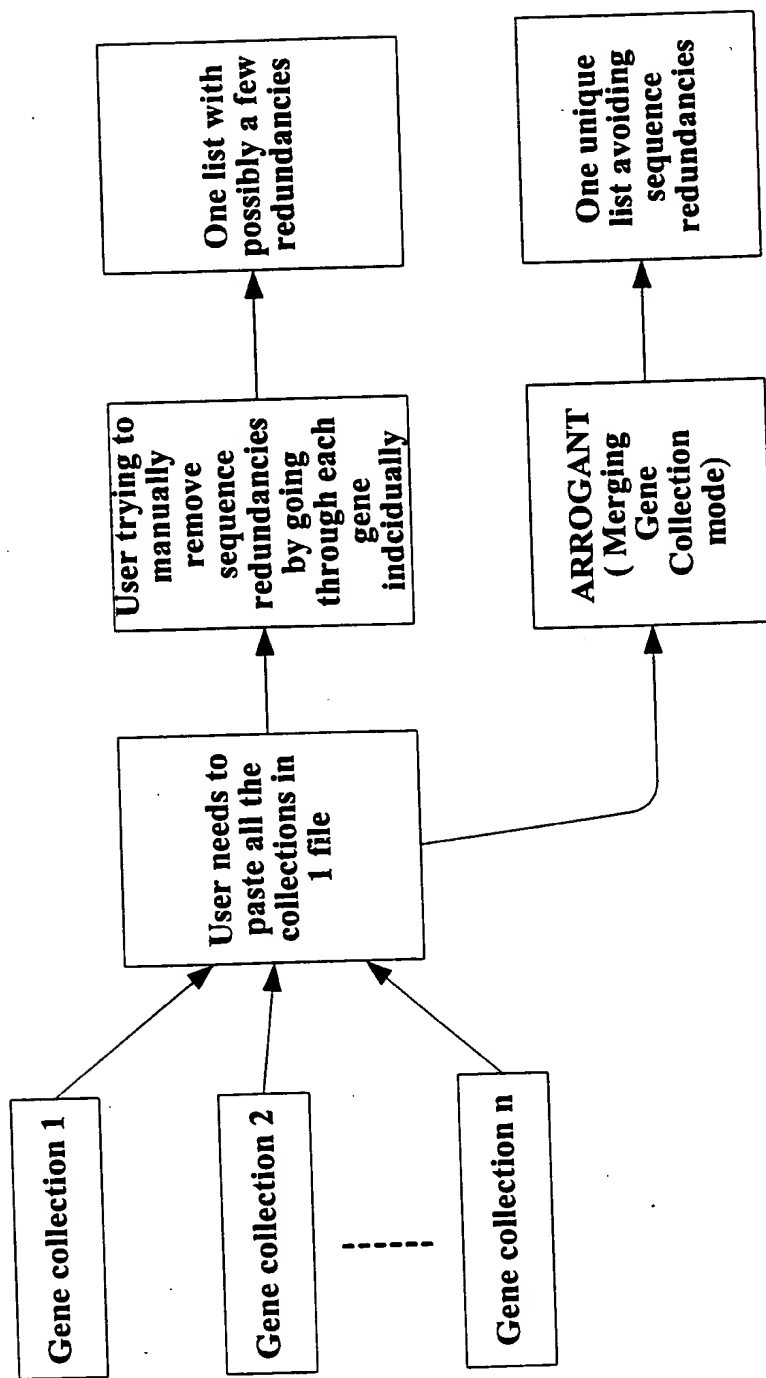 Gene collection 1
Gene collection 2
Gene collection n
User needs to
paste all the
collections in
1 file
User trying to
manually
remove
sequence
redundancies
by going
through each
gene
indcidually
One list with
possibly a few
redundancies
ARROGANT
( Merging
Gene
Collection
mode)
One unique
list avoiding
sequence
redundancies